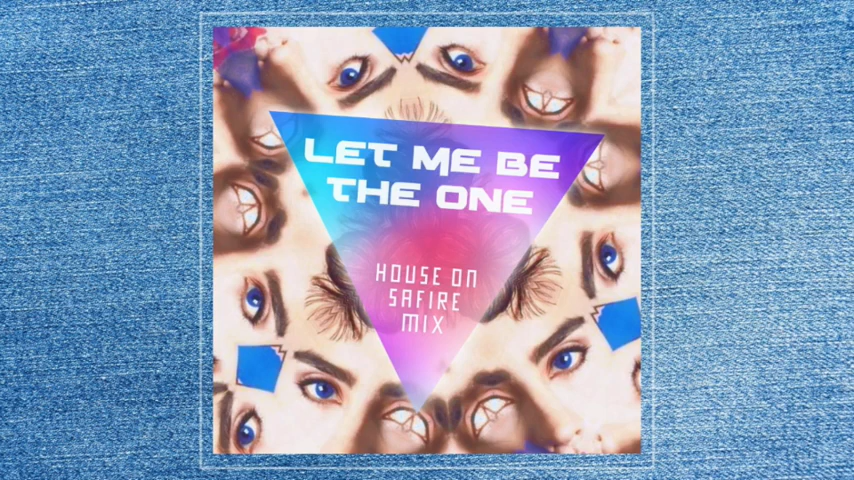 LET ME BE
THE ONE
HOUSE ON
SAFIRE
MIX